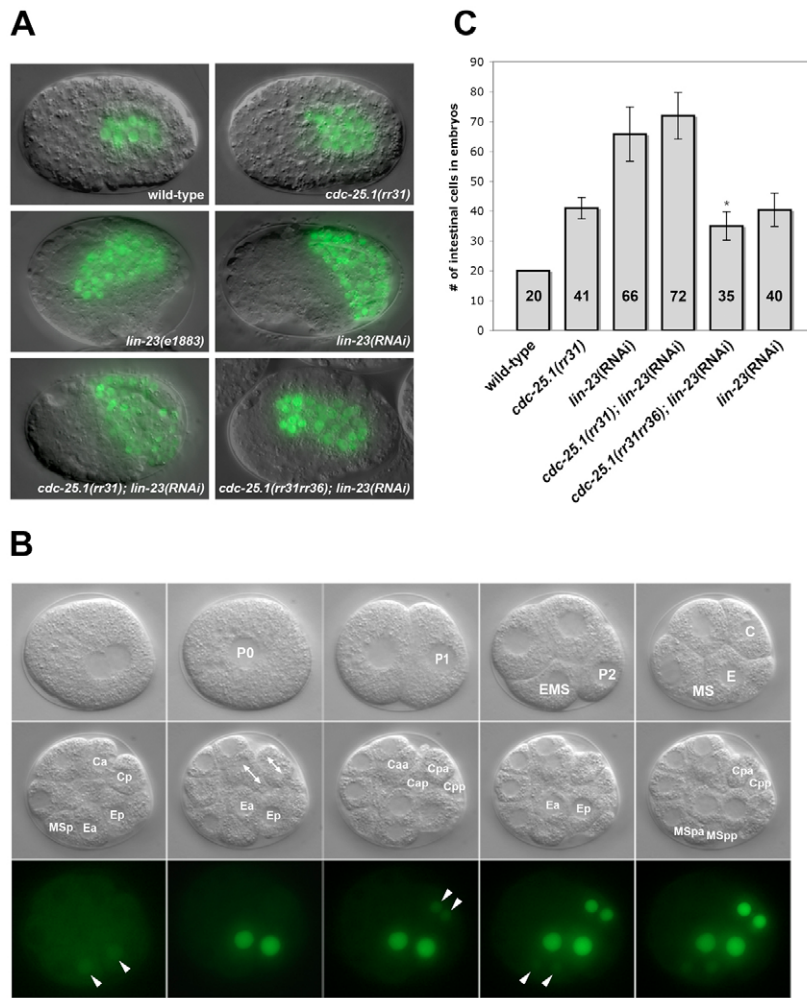 A
wild-type
cdc-25.1(rr31)
lin-23(e1883)
lin-23(RNAi)
cdc-25.1(rr31); lin-23(RNAi)
cdc-25.1(rr31rr36); lin-23(RNAi)
C
# of intestinal cells in embryos
90
80
70
60
50
40
30
20
10
0
*
20
41
66
72
35
40
wild-type
cdc-25.1(rr31)
lin-23(RNAi)
cdc-25.1(rr31); lin-23(RNAi)
cdc-25.1(rr31rr36); lin-23(RNAi)
lin-23(RNAi)
B
P0
P1
EMS
P2
C
MS
E
Ca
Cp
Ep
MSp
Ea
Ea
Ep
Caa
Cpa
Cap
Cpp
Ea
Ep
Cpa
Cpp
MSpa
MSpp